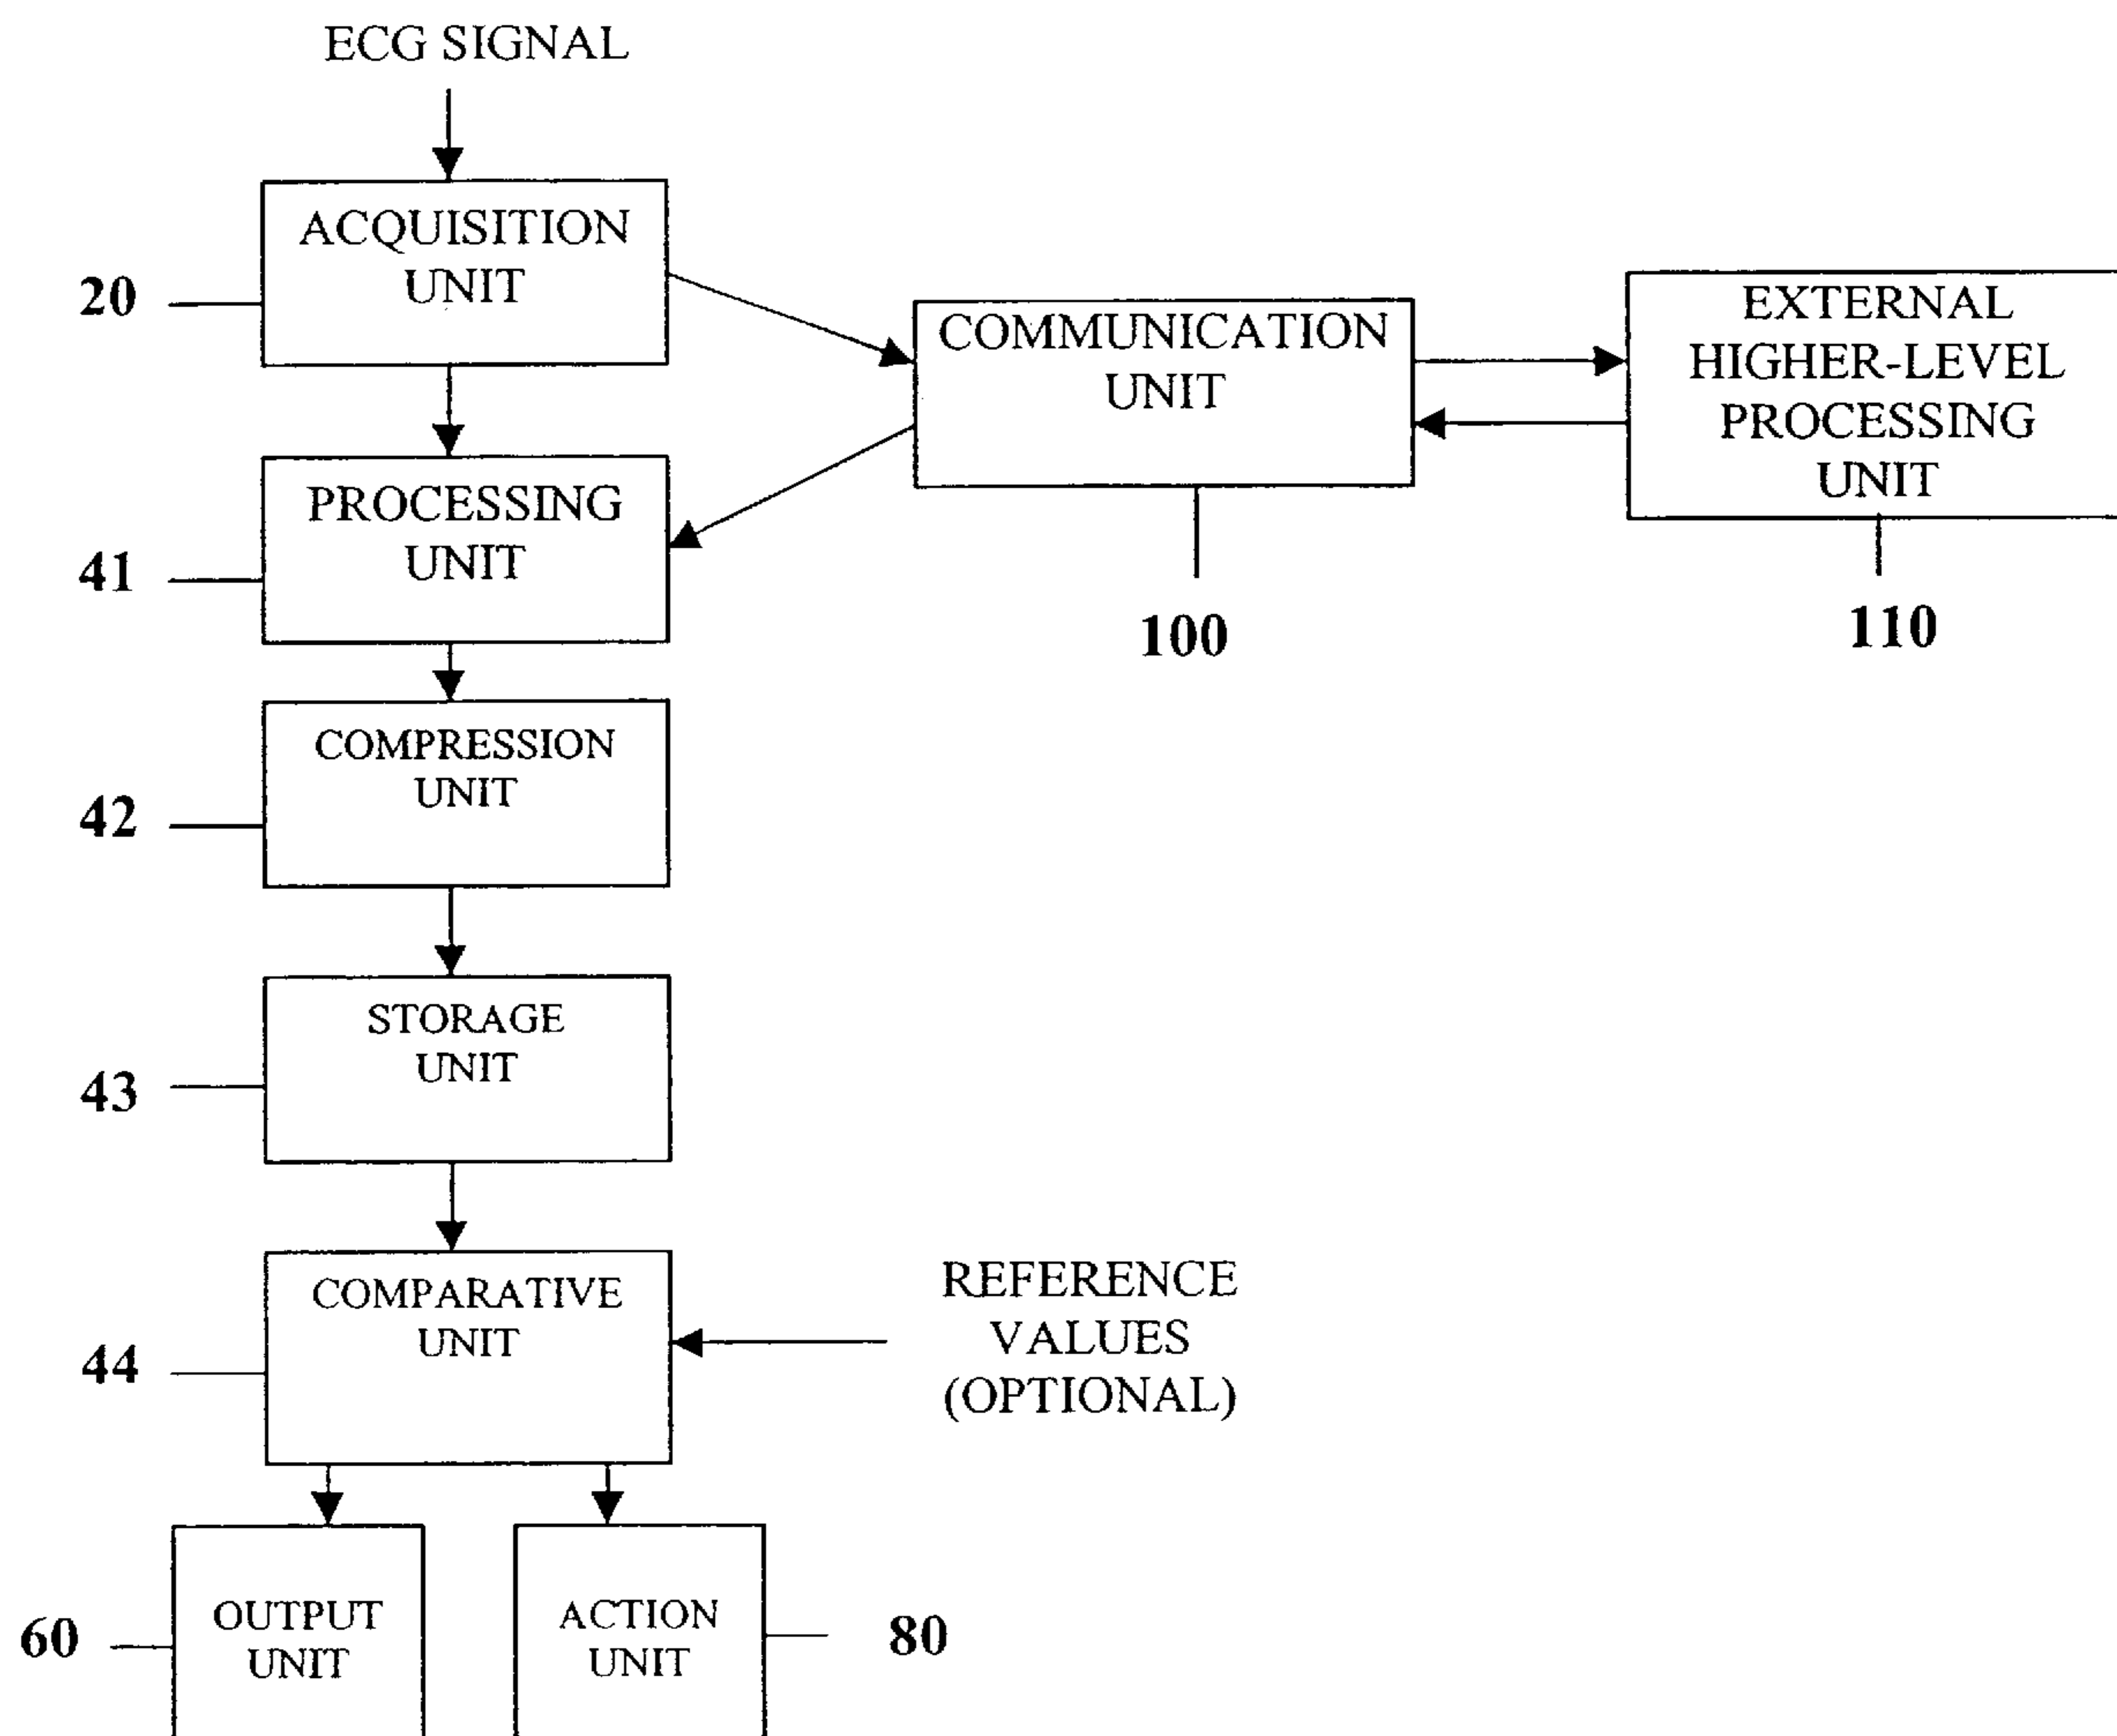 ECG SIGNAL
ACQUISITION
UNIT
20
COMMUNICATION
UNIT
100
EXTERNAL
HIGHER-LEVEL
PROCESSING
UNIT
110
PROCESSING
UNIT
41
COMPRESSION
UNIT
42
STORAGE
UNIT
43
COMPARATIVE
UNIT
44
REFERENCE
VALUES
(OPTIONAL)
60
OUTPUT
UNIT
ACTION
UNIT
80